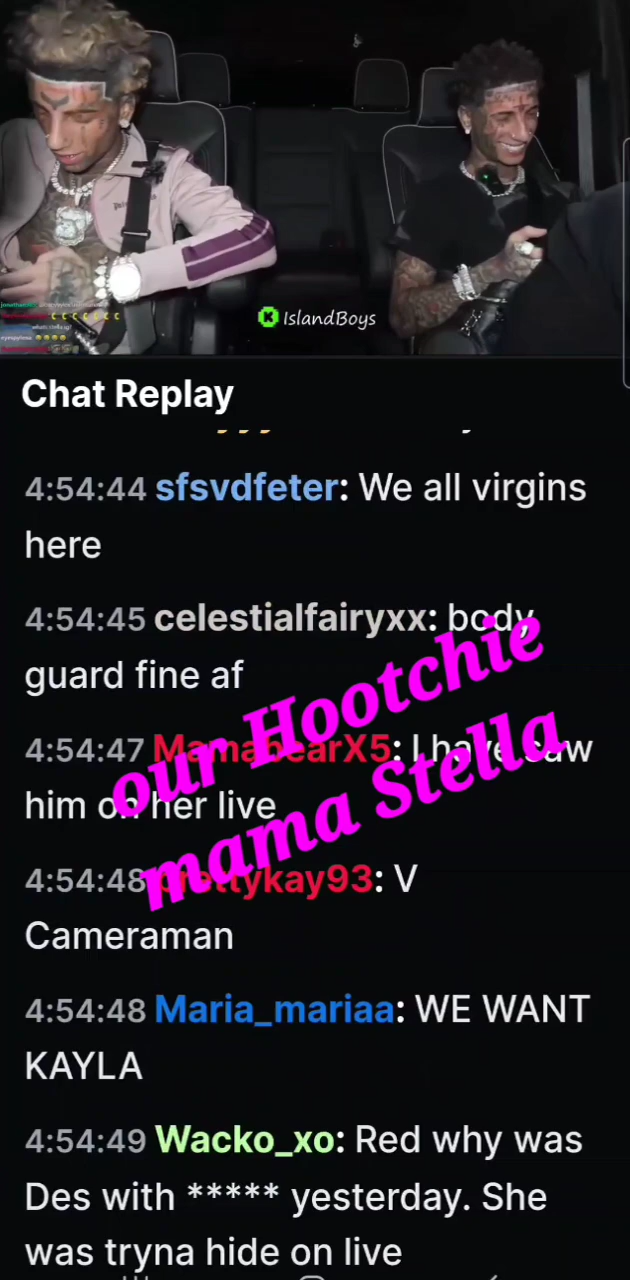 IslandBoys
Chat Replay
4:54:44 sfsvdfeter: We all virgins
here
4:54:45 celestialfairyxx: body
guard fine af
our Hootchie
mama Stella
4:54:47 MamabearX5: I have saw
him on her live
4:54:48 prettykay93: V
Cameraman
4:54:48 Maria_mariaa: WE WANT
KAYLA
4:54:49 Wacko_xo: Red why was
Des with ***** yesterday. She
was tryna hide on live